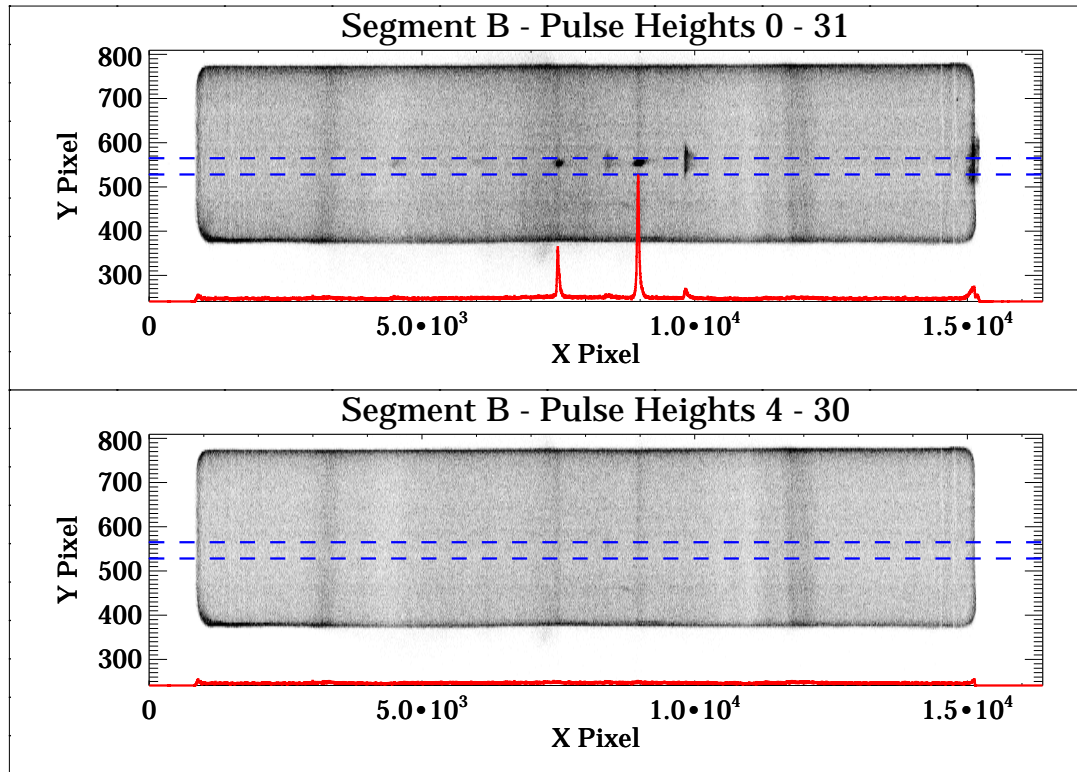 Segment B - Pulse Heights 0 - 31
800
700
600
500
400
300
Y Pixel
0 5.0•10³ 1.0•10⁴ 1.5•10⁴
X Pixel
Segment B - Pulse Heights 4 - 30
800
700
600
500
400
300
Y Pixel
0 5.0•10³ 1.0•10⁴ 1.5•10⁴
X Pixel